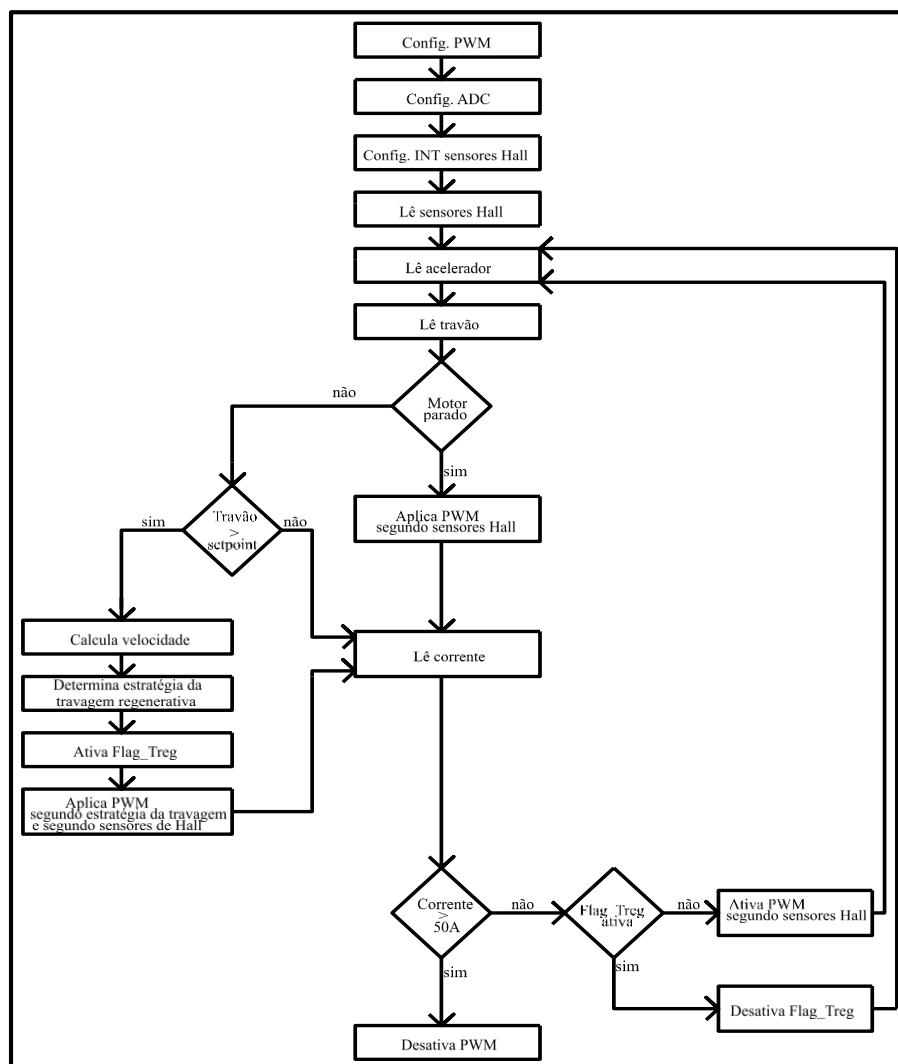 Config. PWM
Config. ADC
Config. INT sensores Hall
Lê sensores Hall
Lê acelerador
Lê travão
Motor
parado
não
sim
Aplica PWM
segundo sensores Hall
Travão
>
setpoint
sim
não
Calcula velocidade
Determina estratégia da
travagem regenerativa
Ativa Flag_Treg
Aplica PWM
segundo estratégia da travagem
e segundo sensores de Hall
Lê corrente
Corrente
>
50A
não
sim
Flag_Treg
ativa
não
sim
Ativa PWM
segundo sensores Hall
Desativa Flag_Treg
Desativa PWM